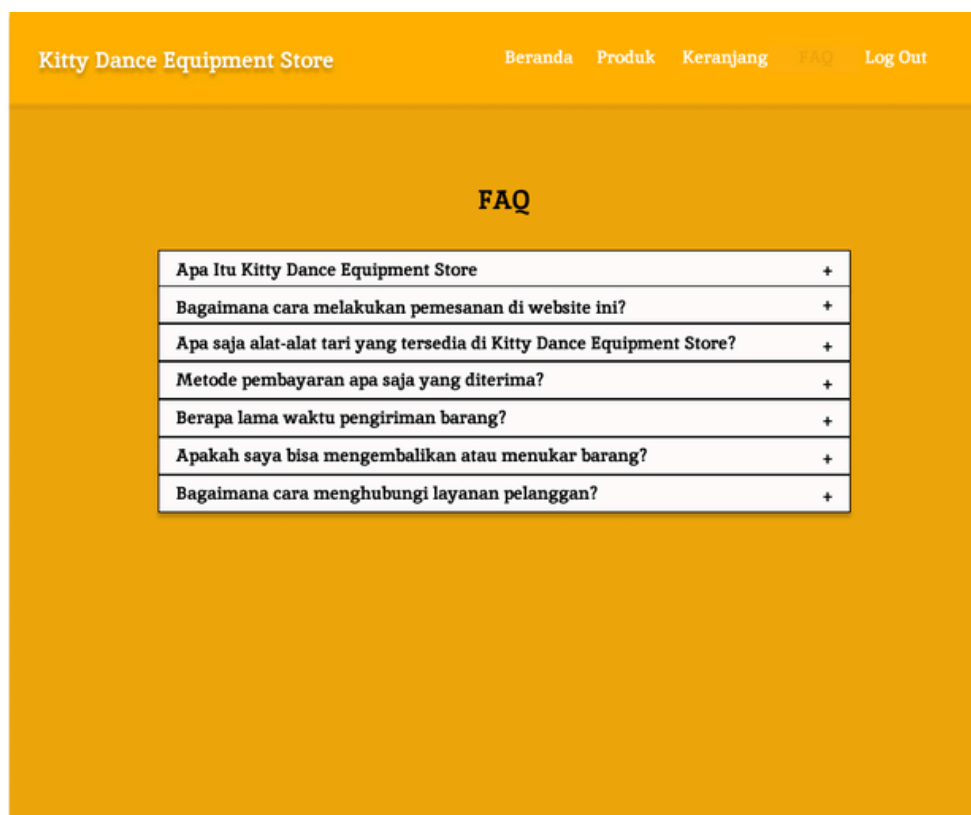 Kitty Dance Equipment Store
Beranda Produk Keranjang FAQ Log Out
FAQ
Apa Itu Kitty Dance Equipment Store +
Bagaimana cara melakukan pemesanan di website ini? +
Apa saja alat-alat tari yang tersedia di Kitty Dance Equipment Store? +
Metode pembayaran apa saja yang diterima? +
Berapa lama waktu pengiriman barang? +
Apakah saya bisa mengembalikan atau menukar barang? +
Bagaimana cara menghubungi layanan pelanggan? +